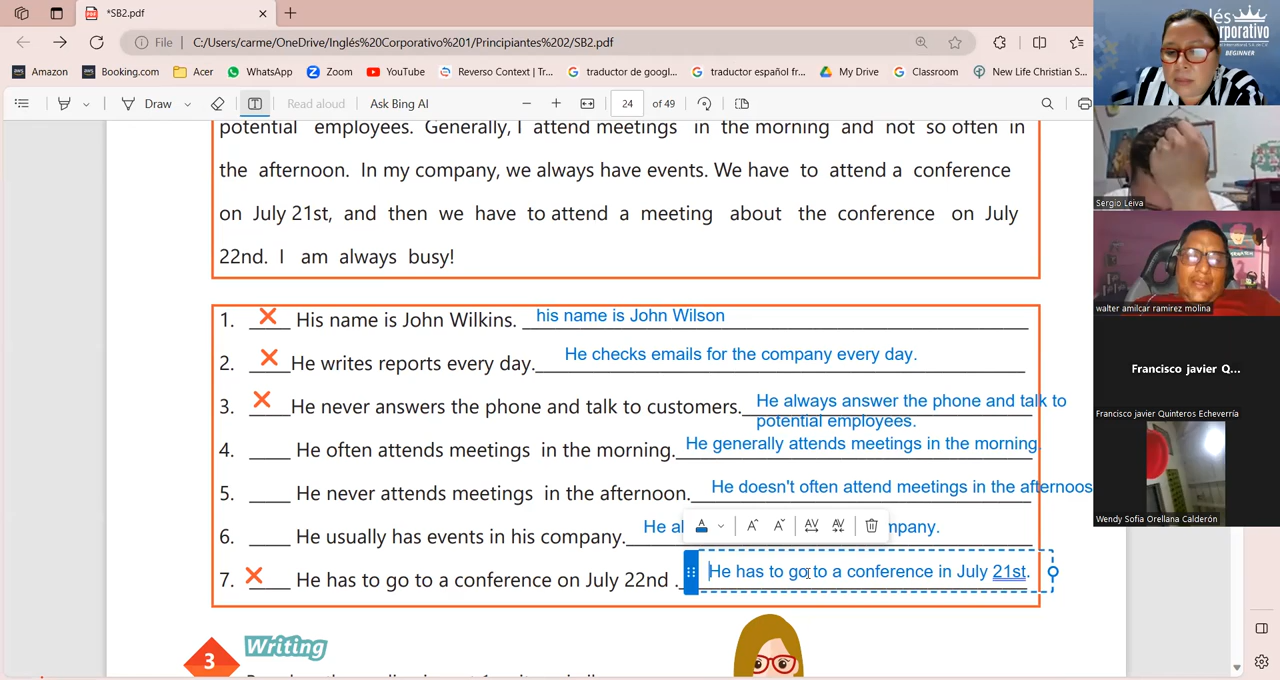 *SB2.pdf
File
C:/Users/carme/OneDrive/Inglés%20Corporativo%201/Principiantes%202/SB2.pdf
Amazon
Booking.com
Acer
WhatsApp
Zoom
YouTube
Reverso Context | Tr...
traductor de googl...
traductor español fr...
My Drive
Classroom
New Life Christian S...
Draw
Read aloud
Ask Bing AI
24 of 49
potential employees. Generally, I attend meetings in the morning and not so often in
the afternoon. In my company, we always have events. We have to attend a conference
on July 21st, and then we have to attend a meeting about the conference on July
22nd. I am always busy!
1. ____ His name is John Wilkins. his name is John Wilson
2. ____He writes reports every day. He checks emails for the company every day.
3. ____He never answers the phone and talk to customers. He always answers the phone and talk to
potential employees.
4. ____ He often attends meetings in the morning. He generally attends meetings in the morning.
5. ____ He never attends meetings in the afternoon. He doesn't often attend meetings in the afternoos
6. ____ He usually has events in his company. He
7. ____ He has to go to a conference on July 22nd . He has to go to a conference in July 21st.
3 Writing
BEGINNER
Sergio Leiva
walter amilcar ramirez molina
Francisco javier Q...
Francisco javier Quinteros Echeverría
Wendy Sofia Orellana Calderón